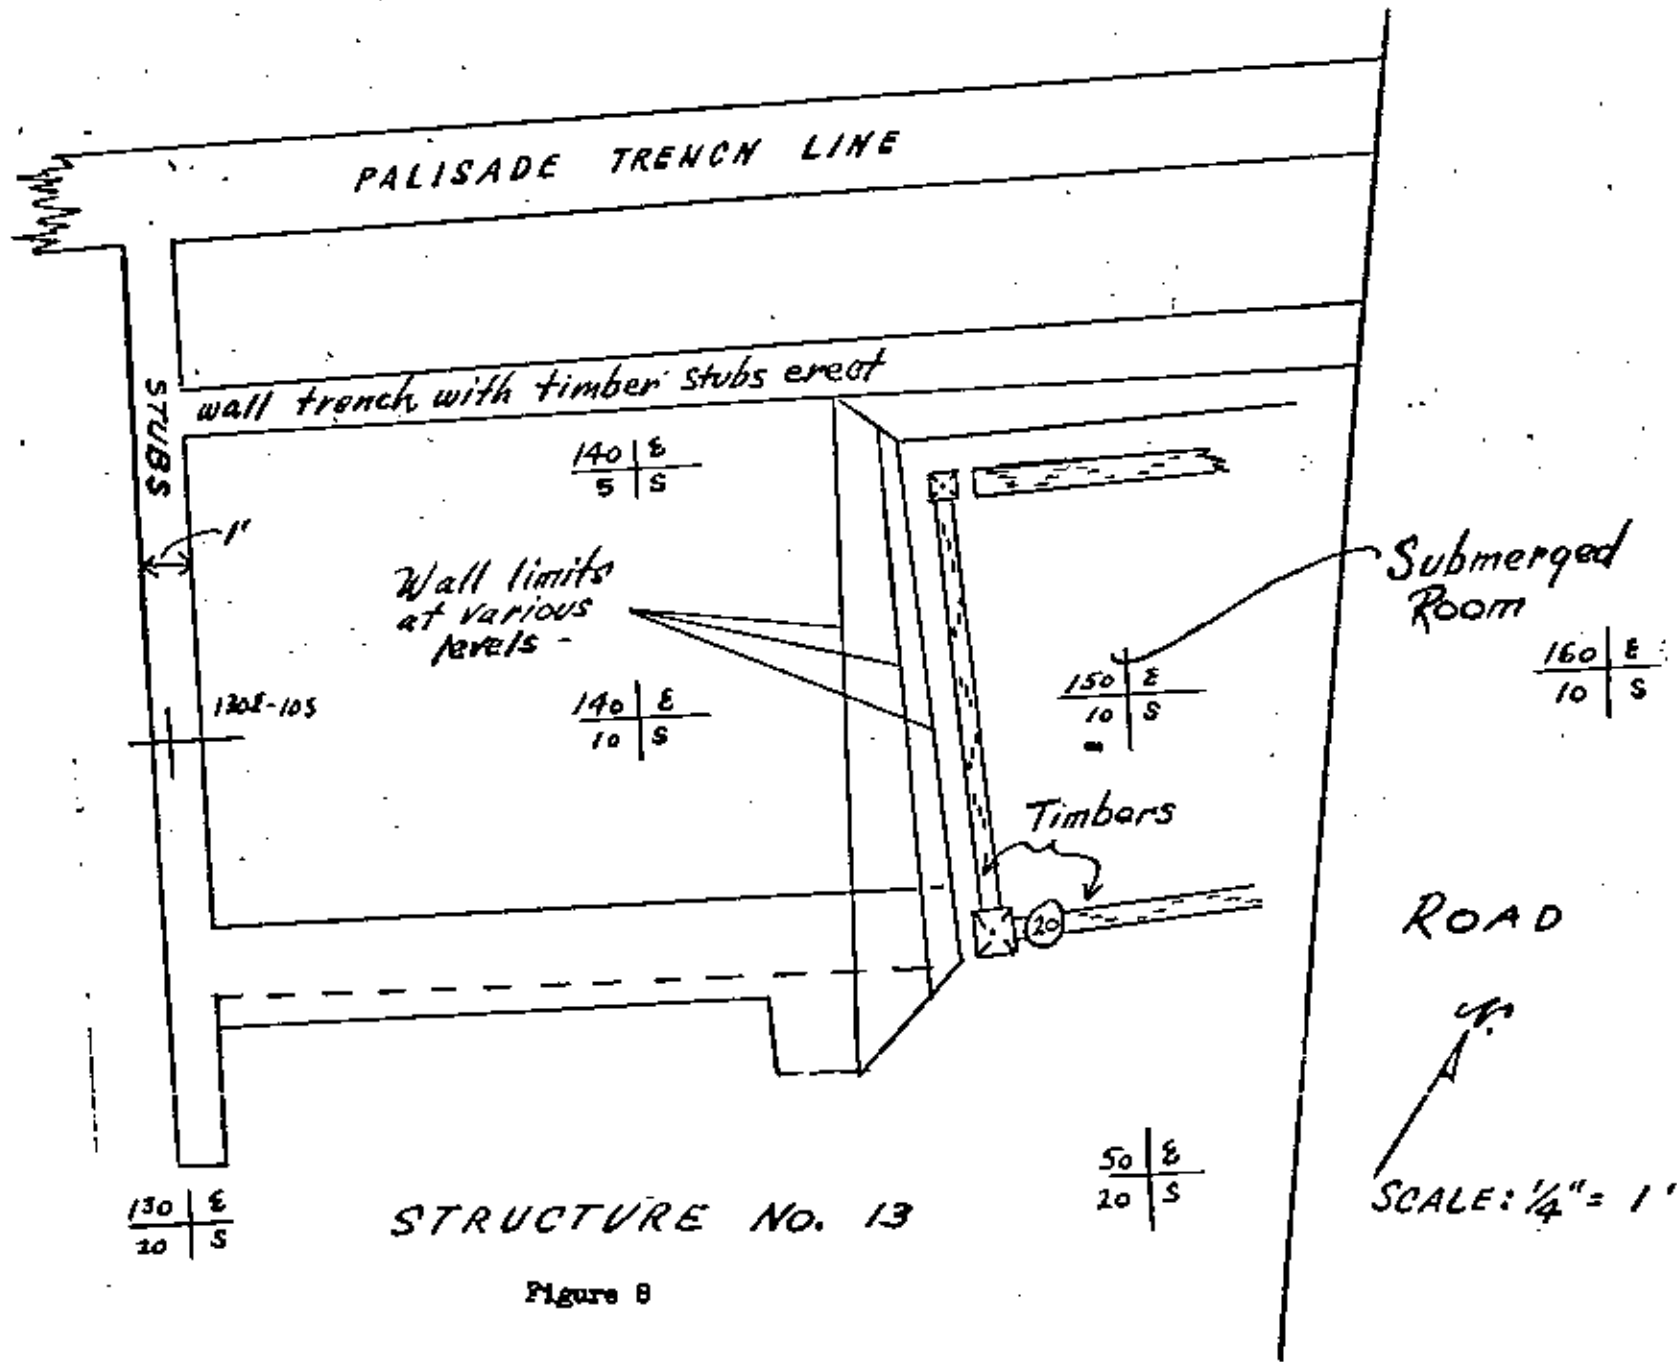 PALISADE TRENCH LINE
wall trench with timber stubs erect
STUBS
140 E
5 S
1'
Wall limits
at various
levels -
Submerged
Room
160 E
10 S
150 E
10 S
140 E
10 S
130E-10S
Timbers
20
ROAD
N.
50 E
20 S
130 E
20 S
STRUCTURE No. 13
SCALE: 1/4" = 1'
Figure 8